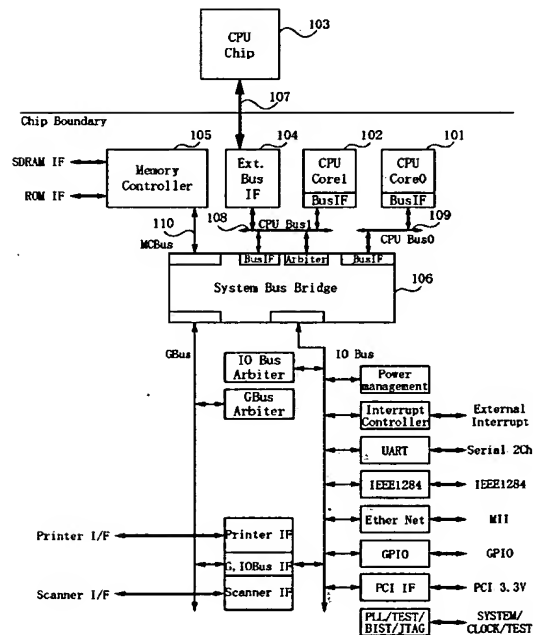 CPU
Chip
103
107
Chip Boundary
105
104
102
101
SDRAM IF
ROM IF
Memory
Controller
Ext.
Bus
IF
CPU
Core1
BusIF
CPU
Core0
BusIF
110
MCBus
108
CPU Bus1
109
CPU Bus0
BusIF
Arbiter
BusIF
System Bus Bridge
106
GBus
IO Bus
IO Bus
Arbiter
GBus
Arbiter
Power
management
Interrupt
Controller
External
Interrupt
UART
Serial 2Ch
IEEE1284
IEEE1284
Ether Net
MII
Printer I/F
Printer IF
GPIO
GPIO
G, IOBus IF
Scanner I/F
Scanner IF
PCI IF
PCI 3.3V
PLL/TEST/
BIST/JTAG
SYSTEM/
CLOCK/TEST